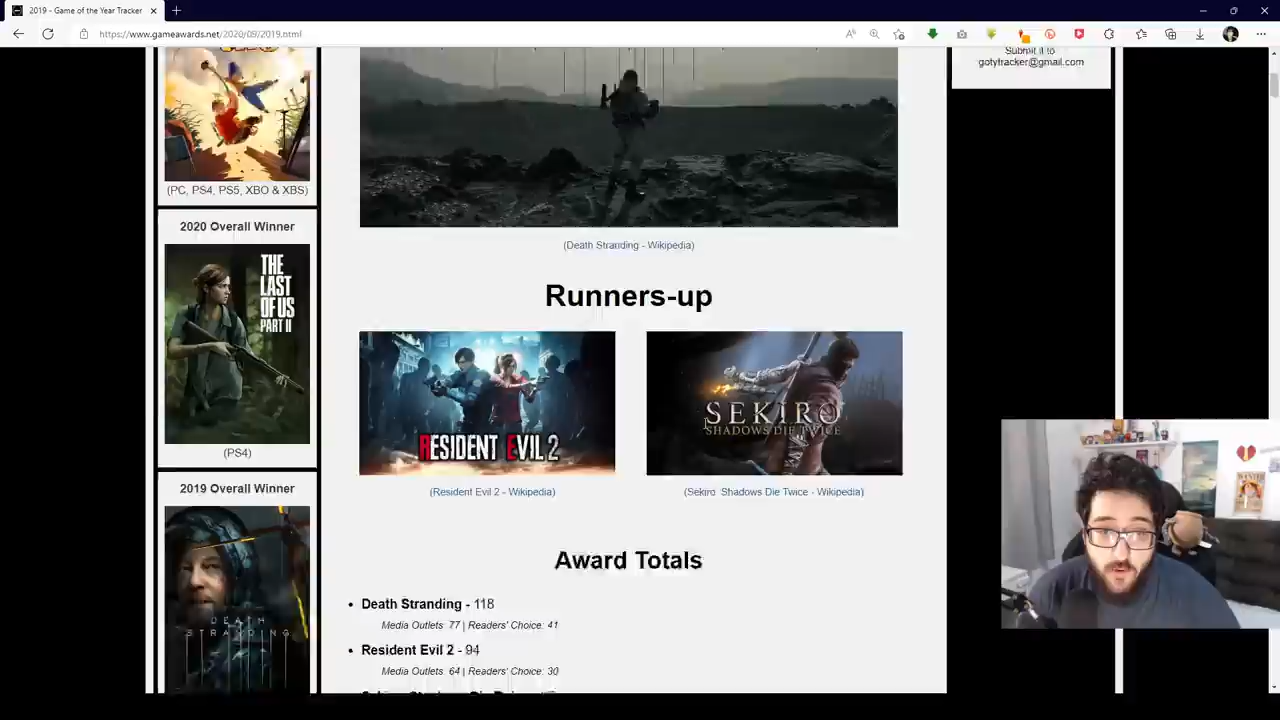 2019 - Game of the Year Tracker
https://www.gameawards.net/2020/09/2019.html
(PC, PS4, PS5, XBO & XBS)
2020 Overall Winner
THE
LAST
OF US
PART II
(PS4)
2019 Overall Winner
DEATH
STRANDING
(Death Stranding - Wikipedia)
Runners-up
RESIDENT EVIL 2
SEKIRO
SHADOWS DIE TWICE
(Resident Evil 2 - Wikipedia)
(Sekiro Shadows Die Twice - Wikipedia)
Award Totals
• Death Stranding - 118
Media Outlets 77 | Readers' Choice: 41
• Resident Evil 2 - 94
Media Outlets 64 | Readers' Choice: 30
Submit it to
gotytracker@gmail.com
WANTED